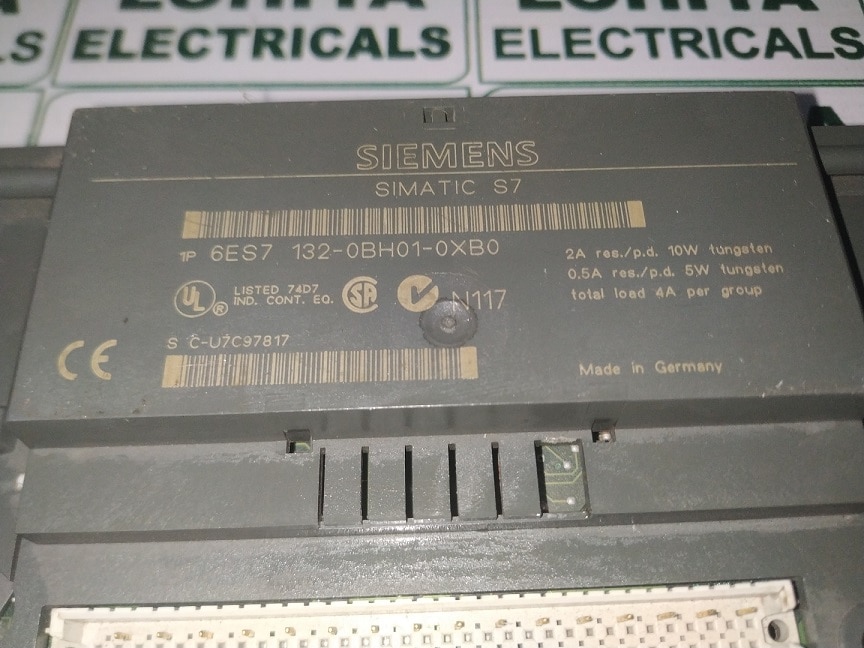 ELECTRICALS
ELECTRICALS
SIEMENS
SIMATIC S7
1P 6ES7 132-0BH01-0XB0
2A res./p.d. 10W tungsten
0.5A res./p.d. 5W tungsten
total load 4A per group
UL ® LISTED 74D7
IND. CONT. EQ.
N117
S C-U7C97817
CE
Made in Germany